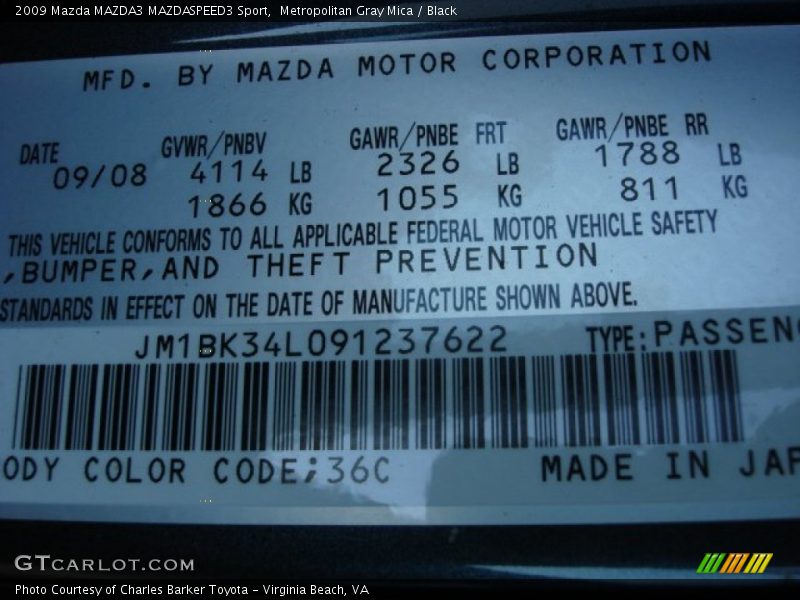 2009 Mazda MAZDA3 MAZDASPEED3 Sport, Metropolitan Gray Mica / Black
MFD. BY MAZDA MOTOR CORPORATION
DATE GVWR/PNBV GAWR/PNBE FRT GAWR/PNBE RR
09/08 4114 LB 2326 LB 1788 LB
1866 KG 1055 KG 811 KG
THIS VEHICLE CONFORMS TO ALL APPLICABLE FEDERAL MOTOR VEHICLE SAFETY
,BUMPER,AND THEFT PREVENTION
STANDARDS IN EFFECT ON THE DATE OF MANUFACTURE SHOWN ABOVE.
JM1BK34L091237622 TYPE:PASSENG
ODY COLOR CODE;36C MADE IN JAP
GTCARLOT.COM
Photo Courtesy of Charles Barker Toyota - Virginia Beach, VA